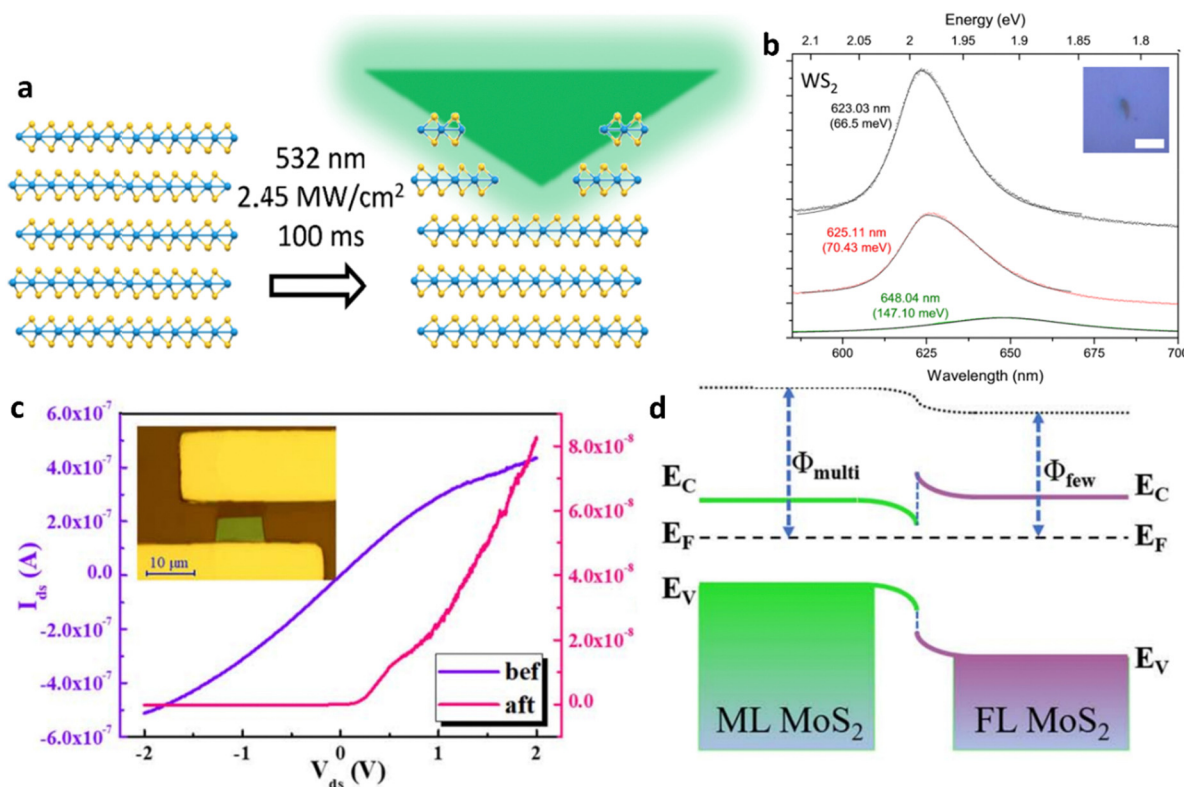 a
532 nm
2.45 MW/cm²
100 ms
b
Energy (eV)
2.1 2.05 2 1.95 1.9 1.85 1.8
WS₂
623.03 nm
(66.5 meV)
625.11 nm
(70.43 meV)
648.04 nm
(147.10 meV)
600 625 650 675 700
Wavelength (nm)
c
6.0x10⁻⁷
4.0x10⁻⁷
2.0x10⁻⁷
0.0
-2.0x10⁻⁷
-4.0x10⁻⁷
-6.0x10⁻⁷
I_ds (A)
10 μm
bef
aft
8.0x10⁻⁸
6.0x10⁻⁸
4.0x10⁻⁸
2.0x10⁻⁸
0.0
-2 -1 0 1 2
V_ds (V)
d
Φ_multi
Φ_few
E_C
E_C
E_F
E_F
E_V
E_V
ML MoS₂
FL MoS₂